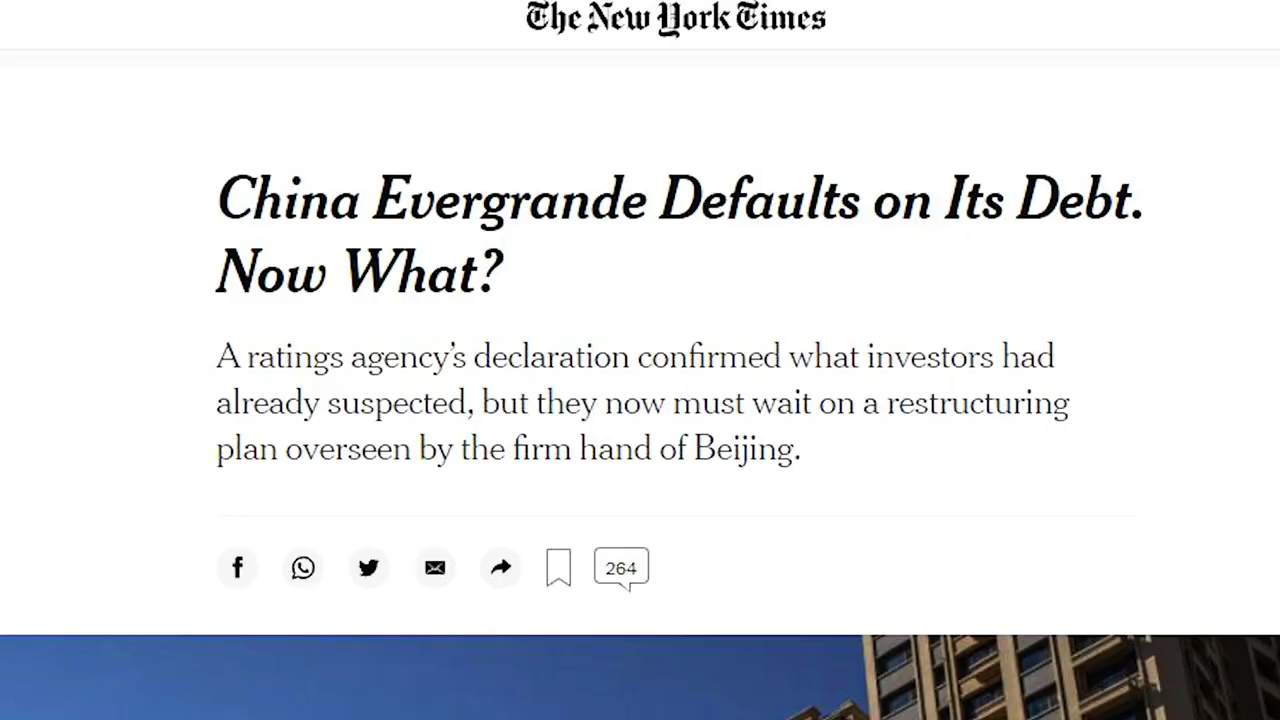 The New York Times
China Evergrande Defaults on Its Debt.
Now What?
A ratings agency’s declaration confirmed what investors had
already suspected, but they now must wait on a restructuring
plan overseen by the firm hand of Beijing.
264